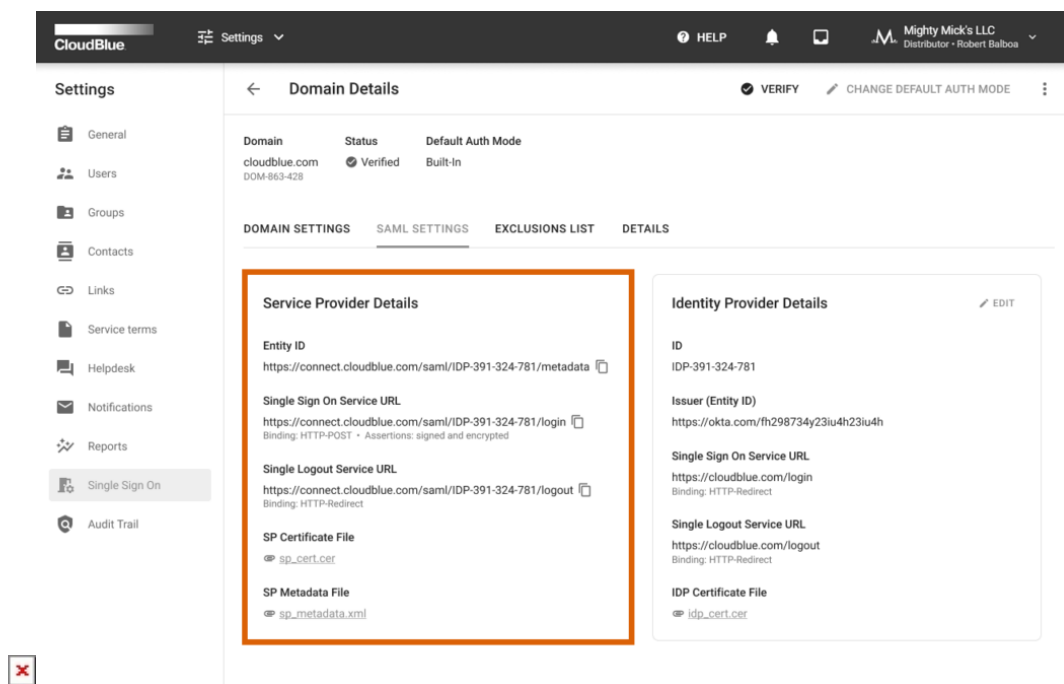 CloudBlue
Settings
HELP
Mighty Mick's LLC
Distributor • Robert Balboa
Settings
General
Users
Groups
Contacts
Links
Service terms
Helpdesk
Notifications
Reports
Single Sign On
Audit Trail
Domain Details
VERIFY
CHANGE DEFAULT AUTH MODE
Domain
cloudblue.com
DOM-863-428
Status
Verified
Default Auth Mode
Built-In
DOMAIN SETTINGS
SAML SETTINGS
EXCLUSIONS LIST
DETAILS
Service Provider Details
Entity ID
https://connect.cloudblue.com/saml/IDP-391-324-781/metadata
Single Sign On Service URL
https://connect.cloudblue.com/saml/IDP-391-324-781/login
Binding: HTTP-POST • Assertions: signed and encrypted
Single Logout Service URL
https://connect.cloudblue.com/saml/IDP-391-324-781/logout
Binding: HTTP-Redirect
SP Certificate File
sp_cert.cer
SP Metadata File
sp_metadata.xml
Identity Provider Details
EDIT
ID
IDP-391-324-781
Issuer (Entity ID)
https://okta.com/fh298734y23iu4h23iu4h
Single Sign On Service URL
https://cloudblue.com/login
Binding: HTTP-Redirect
Single Logout Service URL
https://cloudblue.com/logout
Binding: HTTP-Redirect
IDP Certificate File
idp_cert.cer